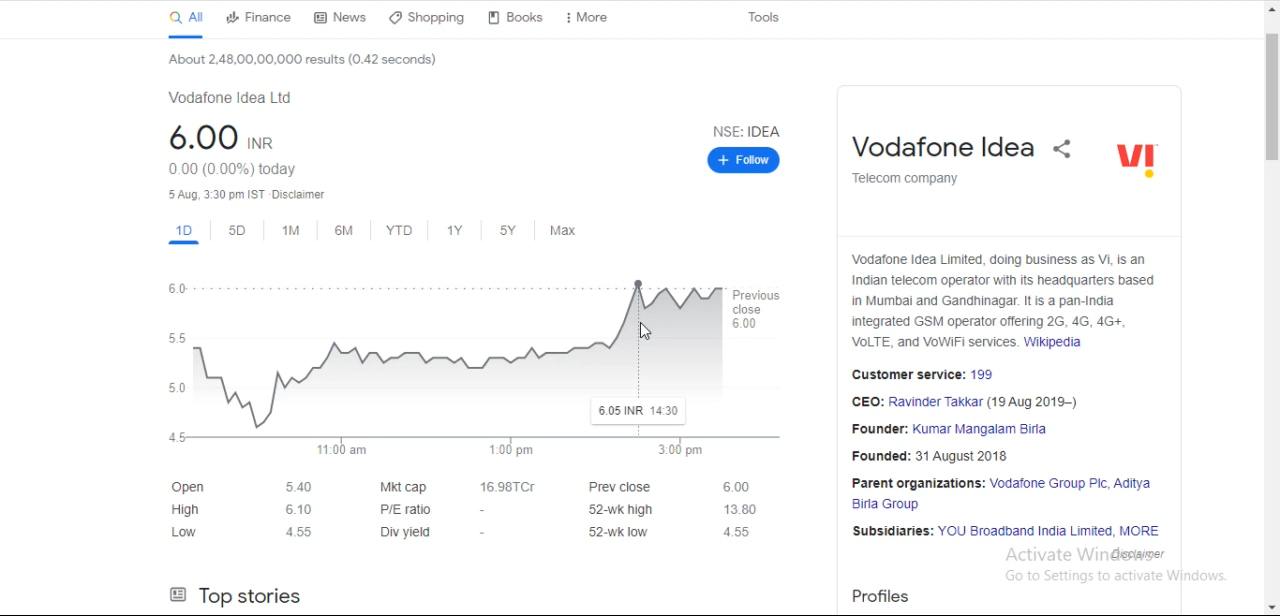 All Finance News Shopping Books More Tools
About 2,48,00,00,000 results (0.42 seconds)
Vodafone Idea Ltd
6.00 INR
0.00 (0.00%) today
5 Aug, 3:30 pm IST ·Disclaimer
NSE: IDEA
+ Follow
1D 5D 1M 6M YTD 1Y 5Y Max
6.0
5.5
5.0
4.5
Previous
close
6.00
6.05 INR 14:30
11:00 am 1:00 pm 3:00 pm
Open 5.40 Mkt cap 16.98TCr Prev close 6.00
High 6.10 P/E ratio - 52-wk high 13.80
Low 4.55 Div yield - 52-wk low 4.55
Top stories
Vodafone Idea
Telecom company
VI
Vodafone Idea Limited, doing business as Vi, is an
Indian telecom operator with its headquarters based
in Mumbai and Gandhinagar. It is a pan-India
integrated GSM operator offering 2G, 4G, 4G+,
VoLTE, and VoWiFi services. Wikipedia
Customer service: 199
CEO: Ravinder Takkar (19 Aug 2019–)
Founder: Kumar Mangalam Birla
Founded: 31 August 2018
Parent organizations: Vodafone Group Plc, Aditya
Birla Group
Subsidiaries: YOU Broadband India Limited, MORE
Disclaimer
Activate Windows
Go to Settings to activate Windows.
Profiles